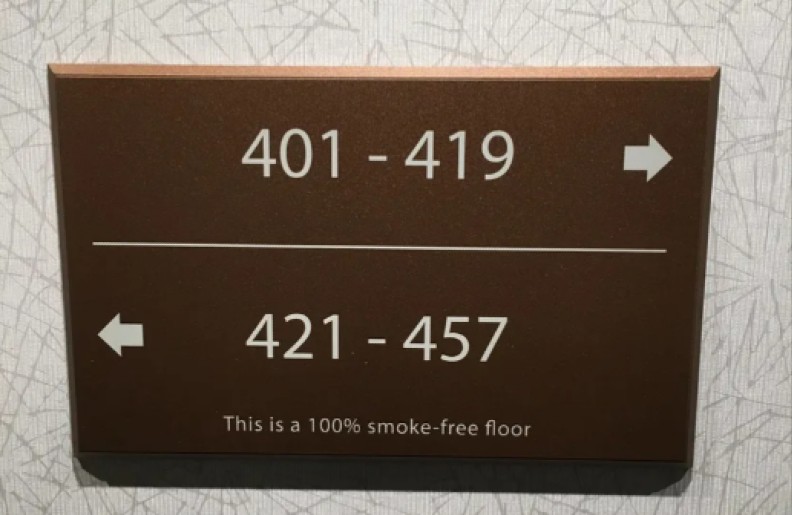 401 - 419
421 - 457
This is a 100% smoke-free floor